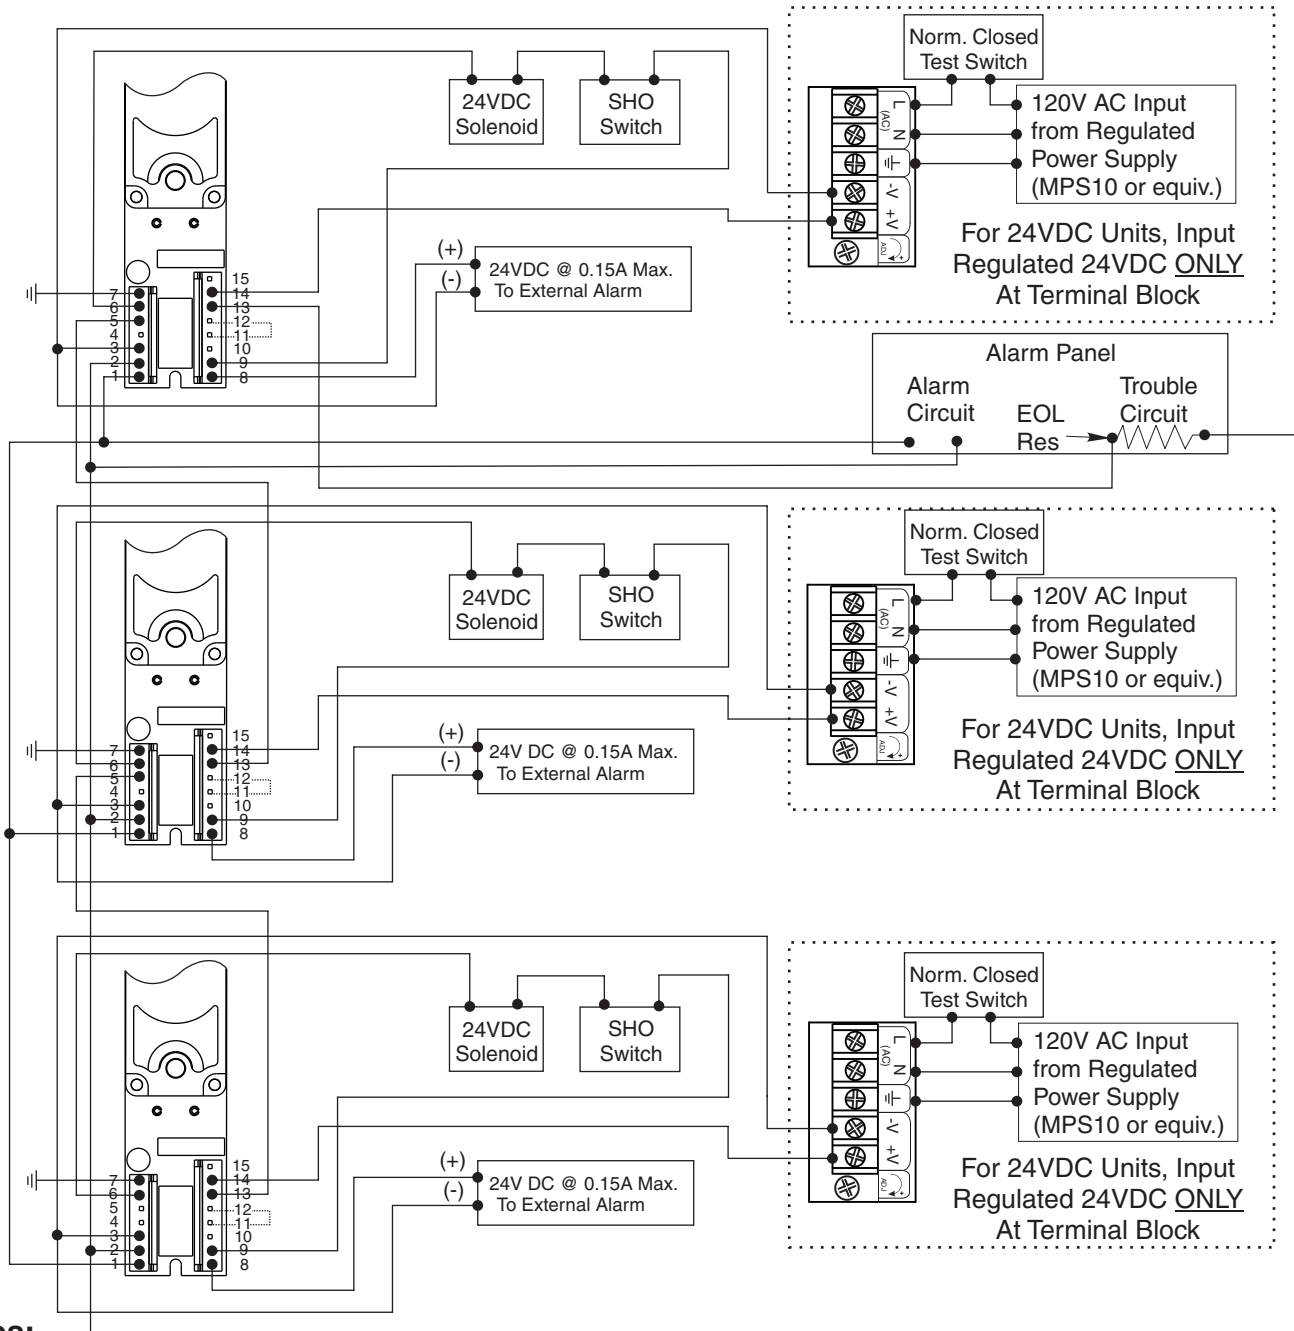 Norm. Closed
Test Switch
24VDC
Solenoid
SHO
Switch
L
(AC)
N
-V
+V
ADJ
120V AC Input
from Regulated
Power Supply
(MPS10 or equiv.)
For 24VDC Units, Input
Regulated 24VDC ONLY
At Terminal Block
(+)
(-)
24VDC @ 0.15A Max.
To External Alarm
7
6
5
4
3
2
1
15
14
13
12
11
10
9
8
Alarm Panel
Alarm
Circuit
EOL
Res
Trouble
Circuit
Norm. Closed
Test Switch
24VDC
Solenoid
SHO
Switch
L
(AC)
N
-V
+V
ADJ
120V AC Input
from Regulated
Power Supply
(MPS10 or equiv.)
For 24VDC Units, Input
Regulated 24VDC ONLY
At Terminal Block
(+)
(-)
24V DC @ 0.15A Max.
To External Alarm
7
6
5
4
3
2
1
15
14
13
12
11
10
9
8
Norm. Closed
Test Switch
24VDC
Solenoid
SHO
Switch
L
(AC)
N
-V
+V
ADJ
120V AC Input
from Regulated
Power Supply
(MPS10 or equiv.)
For 24VDC Units, Input
Regulated 24VDC ONLY
At Terminal Block
(+)
(-)
24V DC @ 0.15A Max.
To External Alarm
7
6
5
4
3
2
1
15
14
13
12
11
10
9
8